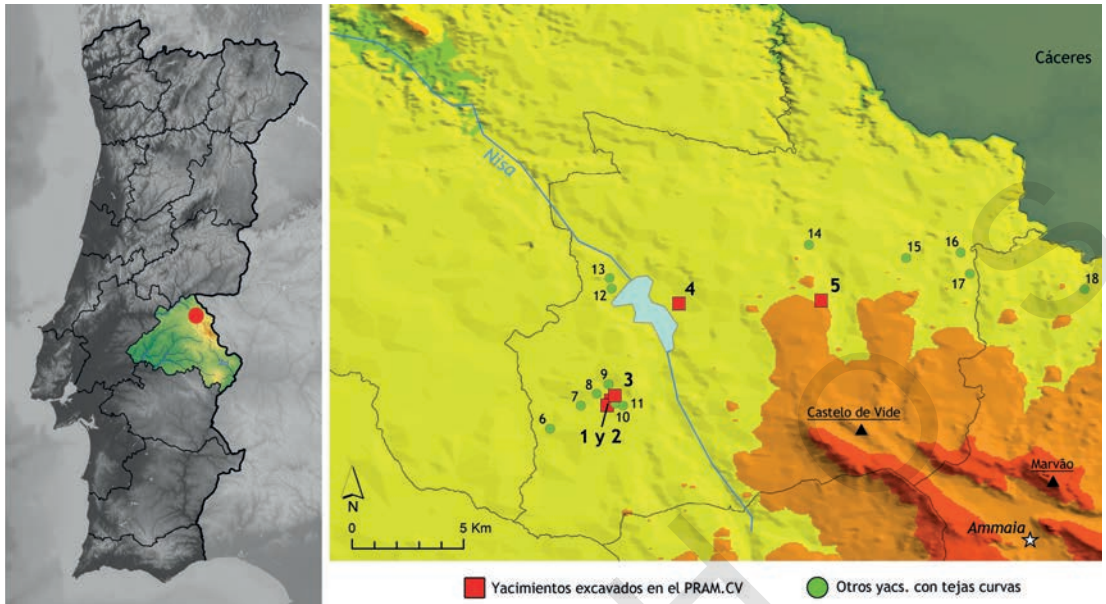 Cáceres
Nisa
14
15
16
17
18
13
12
4
5
9
8
3
7
11
10
6
1 y 2
Castelo de Vide
Marvão
Ammaia
N
0 5 Km
Yacimientos excavados en el PRAM.CV
Otros yacs. con tejas curvas